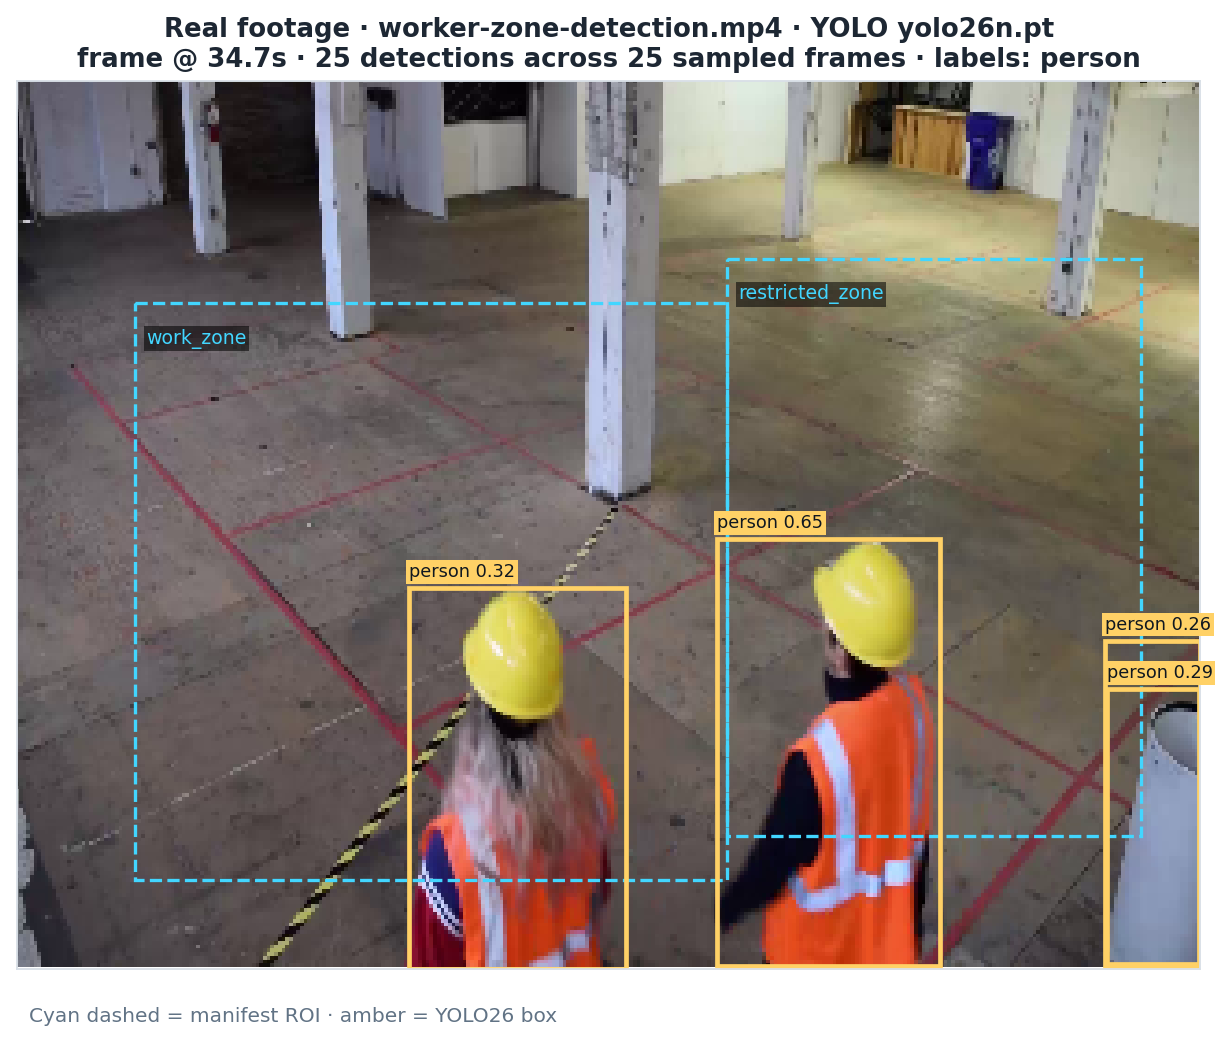 Real footage · worker-zone-detection.mp4 · YOLO yolo26n.pt
frame @ 34.7s · 25 detections across 25 sampled frames · labels: person
restricted_zone
work_zone
person 0.65
person 0.32
person 0.26
person 0.29
Cyan dashed = manifest ROI · amber = YOLO26 box